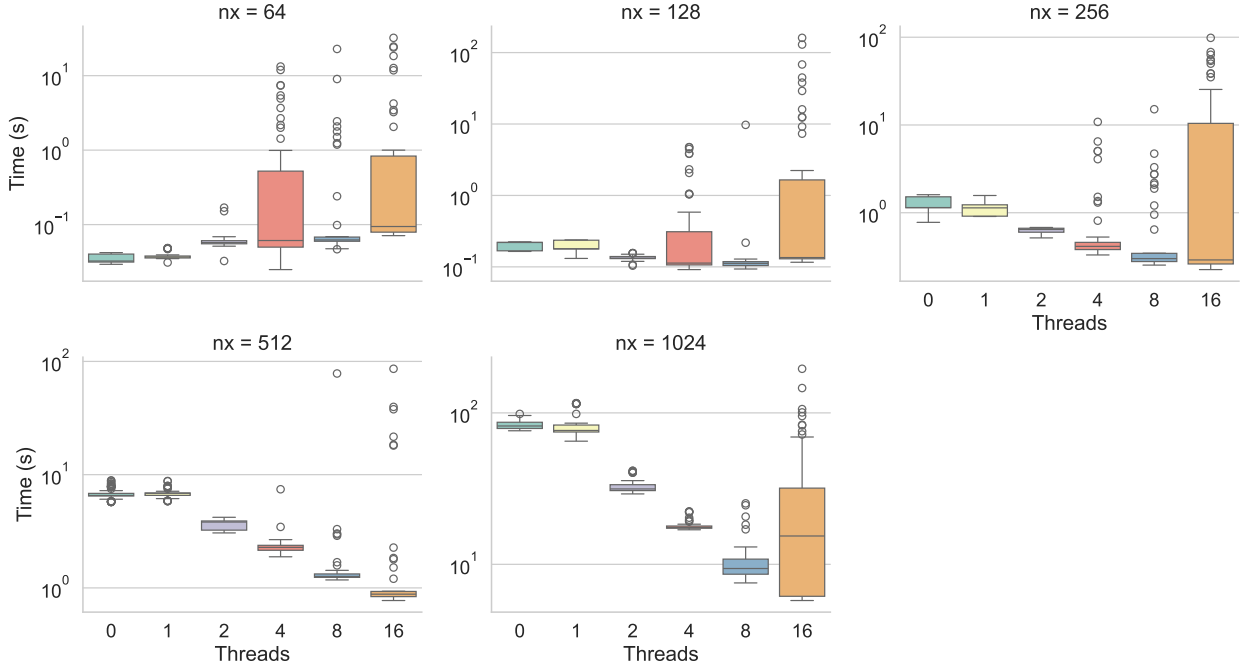 nx = 64
nx = 128
nx = 256
Time (s)
10^1
10^0
10^-1
10^2
10^1
10^0
10^-1
10^2
10^1
10^0
0 1 2 4 8 16
Threads
nx = 512
nx = 1024
Time (s)
10^2
10^1
10^0
10^2
10^1
0 1 2 4 8 16
Threads
0 1 2 4 8 16
Threads